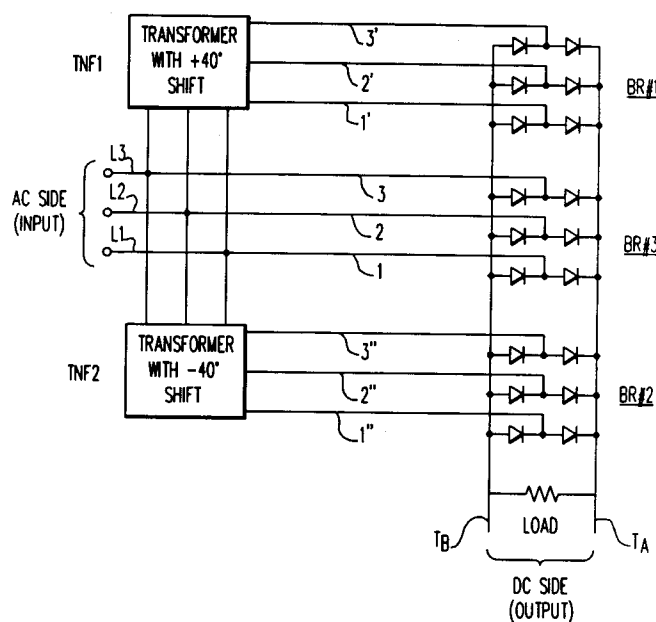 TNF1
TRANSFORMER
WITH +40°
SHIFT
3'
2'
1'
BR#1
AC SIDE
(INPUT)
L3
L2
L1
3
2
1
BR#3
TNF2
TRANSFORMER
WITH -40°
SHIFT
3"
2"
1"
BR#2
TB
LOAD
TA
DC SIDE
(OUTPUT)